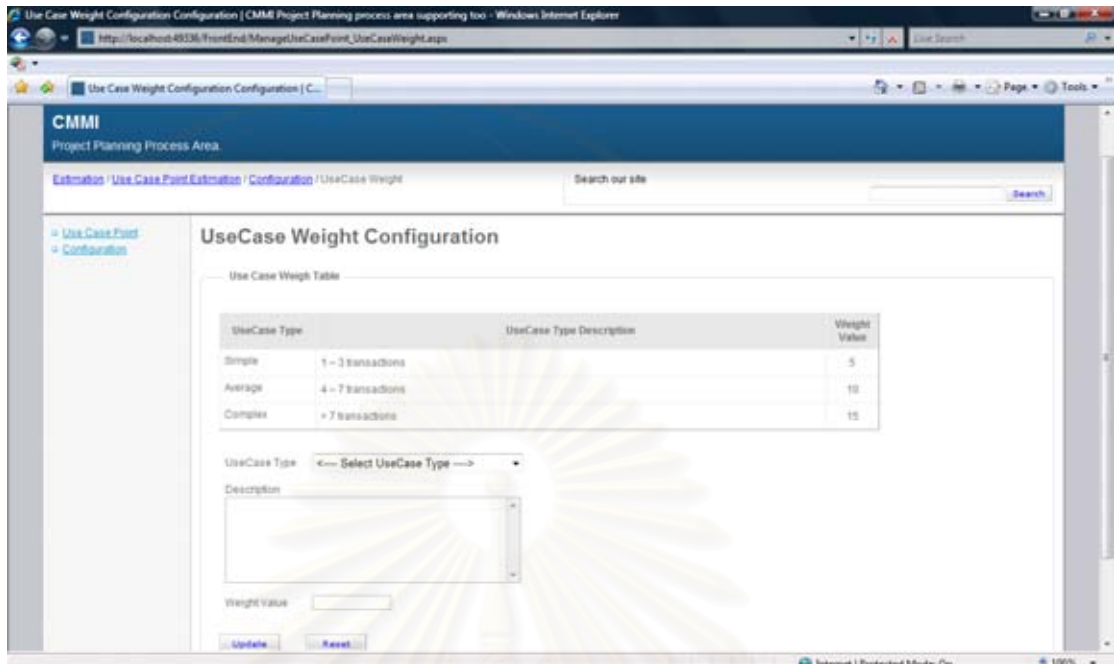 Use Case Weight Configuration Configuration | CMMI Project Planning process area supporting too - Windows Internet Explorer
http://localhost:49336/FrontEnd/ManageUseCasePoint_UseCaseWeight.aspx
Live Search
Use Case Weight Configuration Configuration | C...
Page Tools
CMMI
Project Planning Process Area.
Estimation / Use Case Point Estimation / Configuration / UseCase Weight
Search our site
Search
Use Case Point
Configuration
UseCase Weight Configuration
Use Case Weigh Table
UseCase Type UseCase Type Description Weight Value
Simple 1 – 3 transactions 5
Average 4 – 7 transactions 10
Complex > 7 transactions 15
UseCase Type <--- Select UseCase Type --->
Description
Weight Value
Update Reset
Internet | Protected Mode: On 100%